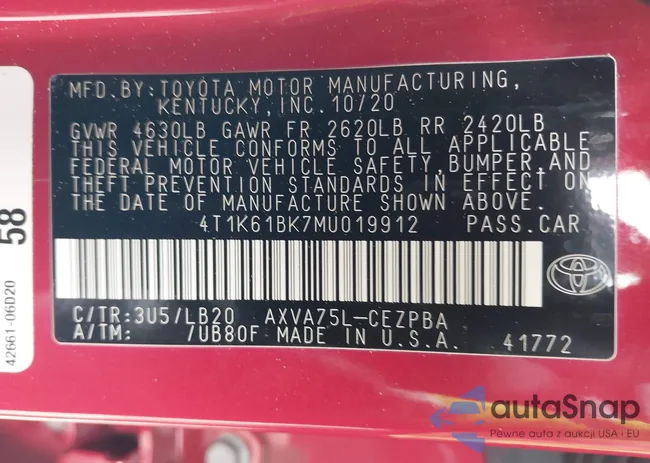 MFD.BY:TOYOTA MOTOR MANUFACTURING,
KENTUCKY,INC.10/20
GVWR 4630LB GAWR FR 2620LB RR 2420LB
THIS VEHICLE CONFORMS TO ALL APPLICABLE
FEDERAL MOTOR VEHICLE SAFETY,BUMPER,AND
THEFT PREVENTION STANDARDS IN EFFECT ON
THE DATE OF MANUFACTURE SHOWN ABOVE.
4T1K61BK7MU019912 PASS.CAR
C/TR:3U5/LB20 AXVA75L-CEZPBA
A/TM: 7UB80F MADE IN U.S.A. 41772
58
42661-06D20
autaSnap
Pewne auta z aukcji USA i EU